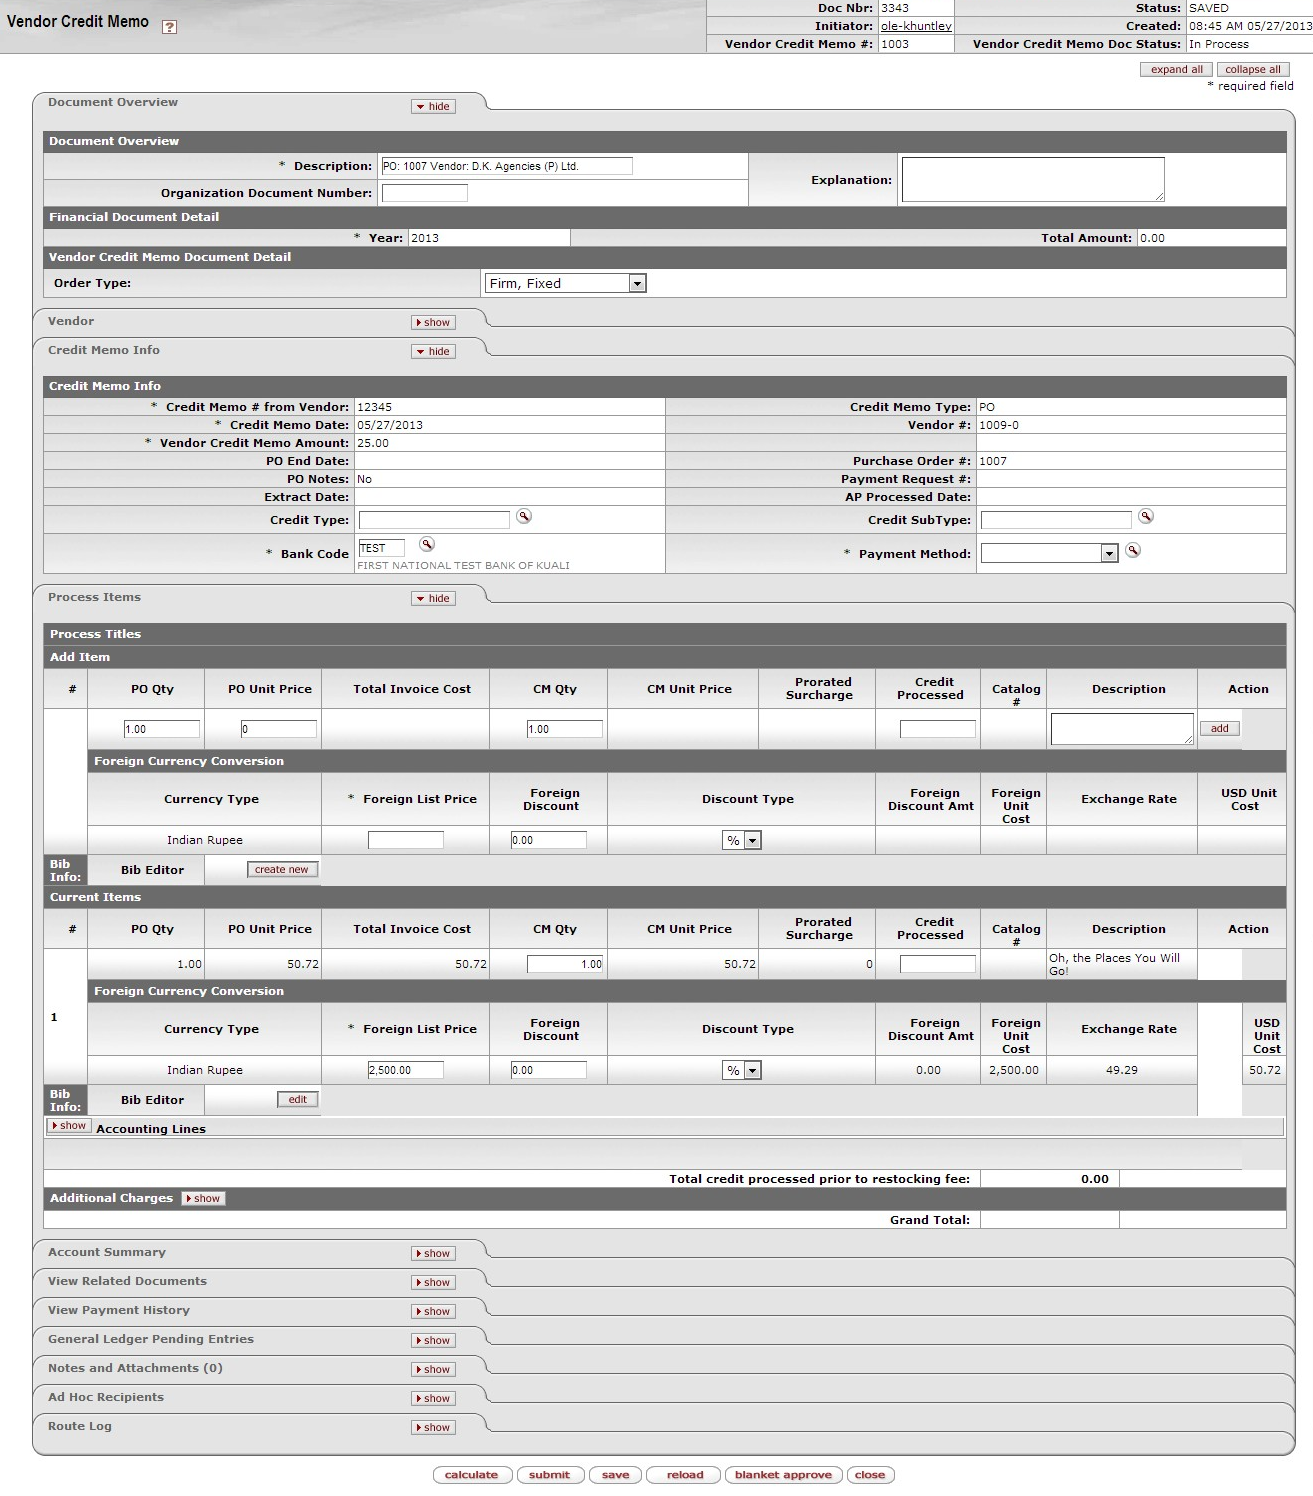 Vendor Credit Memo ?
Doc Nbr: 3343 Status: SAVED
Initiator: ole-khuntley Created: 08:45 AM 05/27/2013
Vendor Credit Memo #: 1003 Vendor Credit Memo Doc Status: In Process
expand all collapse all
* required field
Document Overview hide
Document Overview
* Description: PO: 1007 Vendor: D.K. Agencies (P) Ltd.
Explanation:
Organization Document Number:
Financial Document Detail
* Year: 2013 Total Amount: 0.00
Vendor Credit Memo Document Detail
Order Type: Firm, Fixed
Vendor show
Credit Memo Info hide
Credit Memo Info
* Credit Memo # from Vendor: 12345 Credit Memo Type: PO
* Credit Memo Date: 05/27/2013 Vendor #: 1009-0
* Vendor Credit Memo Amount: 25.00
PO End Date: Purchase Order #: 1007
PO Notes: No Payment Request #:
Extract Date: AP Processed Date:
Credit Type: Credit SubType:
* Bank Code TEST * Payment Method:
FIRST NATIONAL TEST BANK OF KUALI
Process Items hide
Process Titles
Add Item
# PO Qty PO Unit Price Total Invoice Cost CM Qty CM Unit Price Prorated Surcharge Credit Processed Catalog # Description Action
1.00 0 1.00 add
Foreign Currency Conversion
Currency Type * Foreign List Price Foreign Discount Discount Type Foreign Discount Amt Foreign Unit Cost Exchange Rate USD Unit Cost
Indian Rupee 0.00 %
Bib Info: Bib Editor create new
Current Items
# PO Qty PO Unit Price Total Invoice Cost CM Qty CM Unit Price Prorated Surcharge Credit Processed Catalog # Description Action
1.00 50.72 50.72 1.00 50.72 0 Oh, the Places You Will Go!
Foreign Currency Conversion
1
Currency Type * Foreign List Price Foreign Discount Discount Type Foreign Discount Amt Foreign Unit Cost Exchange Rate USD Unit Cost
Indian Rupee 2,500.00 0.00 % 0.00 2,500.00 49.29 50.72
Bib Info: Bib Editor edit
show Accounting Lines
Total credit processed prior to restocking fee: 0.00
Additional Charges show
Grand Total:
Account Summary show
View Related Documents show
View Payment History show
General Ledger Pending Entries show
Notes and Attachments (0) show
Ad Hoc Recipients show
Route Log show
calculate submit save reload blanket approve close